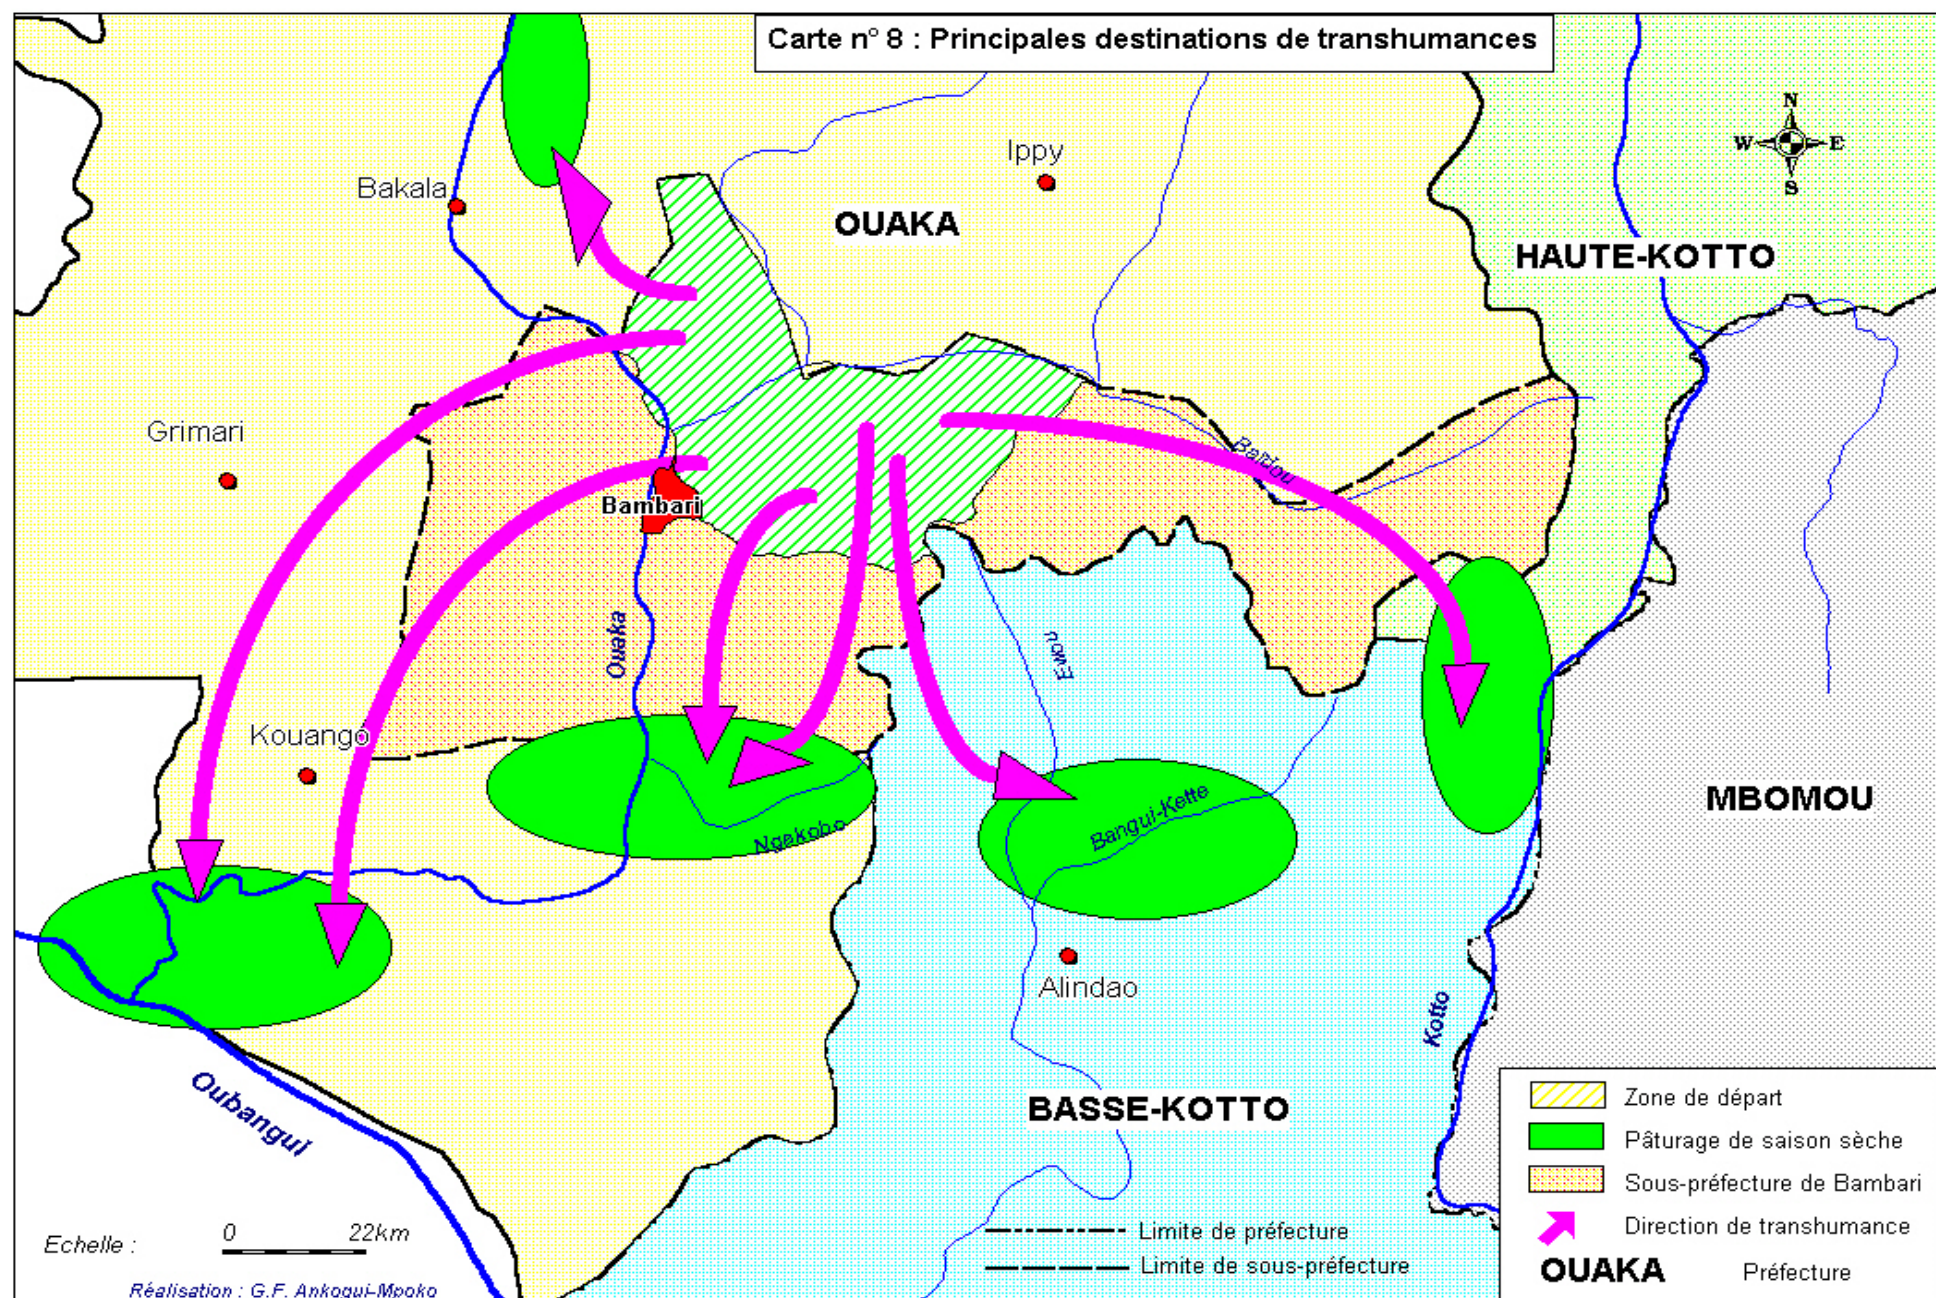 Carte n° 8 : Principales destinations de transhumances
N
W E
S
Ippy
Bakala
OUAKA
HAUTE-KOTTO
Grimari
Baïdou
Bambari
Ouaka
Ewou
Kouango
MBOMOU
Bangui-Kette
Ngakobo
Alindao
Kotto
Oubangui
BASSE-KOTTO
Zone de départ
Pâturage de saison sèche
Sous-préfecture de Bambari
Direction de transhumance
OUAKA Préfecture
Limite de préfecture
Limite de sous-préfecture
Echelle : 0 22km
Réalisation : G.F. Ankogui-Mpoko